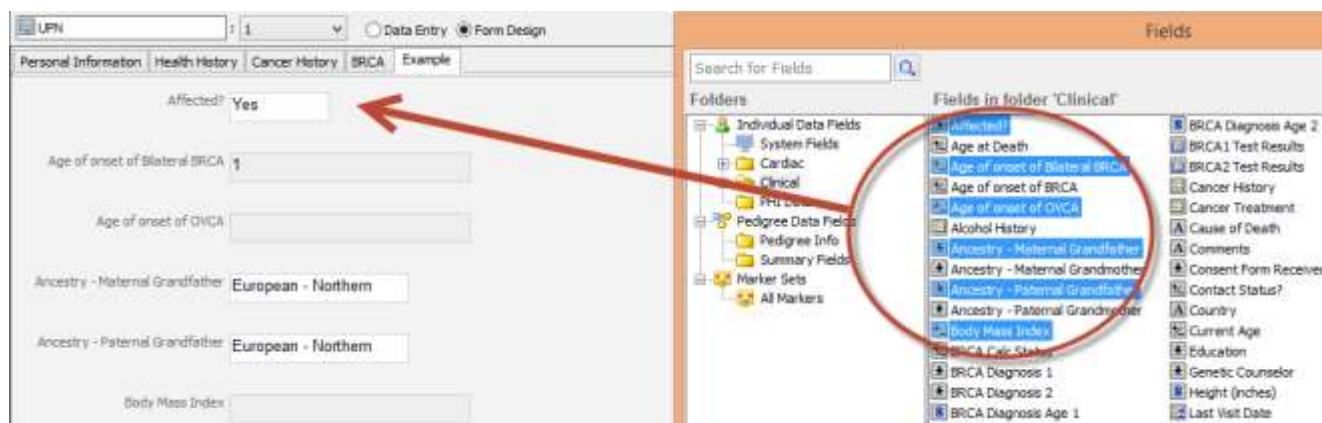 UPN : 1 Data Entry Form Design
Personal Information Health History Cancer History BRCA Example
Affected? Yes
Age of onset of Bilateral BRCA 1
Age of onset of OVCA
Ancestry - Maternal Grandfather European - Northern
Ancestry - Paternal Grandfather European - Northern
Body Mass Index
Fields
Search for Fields
Folders
Individual Data Fields
System Fields
Cardiac
Clinical
PHI
Pedigree Data Fields
Pedigree Info
Summary Fields
Marker Sets
All Markers
Fields in folder 'Clinical'
Affected?
Age at Death
Age of onset of Bilateral BRCA
Age of onset of BRCA
Age of onset of OVCA
Alcohol History
Ancestry - Maternal Grandfather
Ancestry - Maternal Grandmother
Ancestry - Paternal Grandfather
Ancestry - Paternal Grandmother
Body Mass Index
BRCA Calc Status
BRCA Diagnosis 1
BRCA Diagnosis 2
BRCA Diagnosis Age 1
BRCA Diagnosis Age 2
BRCA1 Test Results
BRCA2 Test Results
Cancer History
Cancer Treatment
Cause of Death
Comments
Consent Form Receive
Contact Status?
Country
Current Age
Education
Genetic Counselor
Height (inches)
Last Visit Date